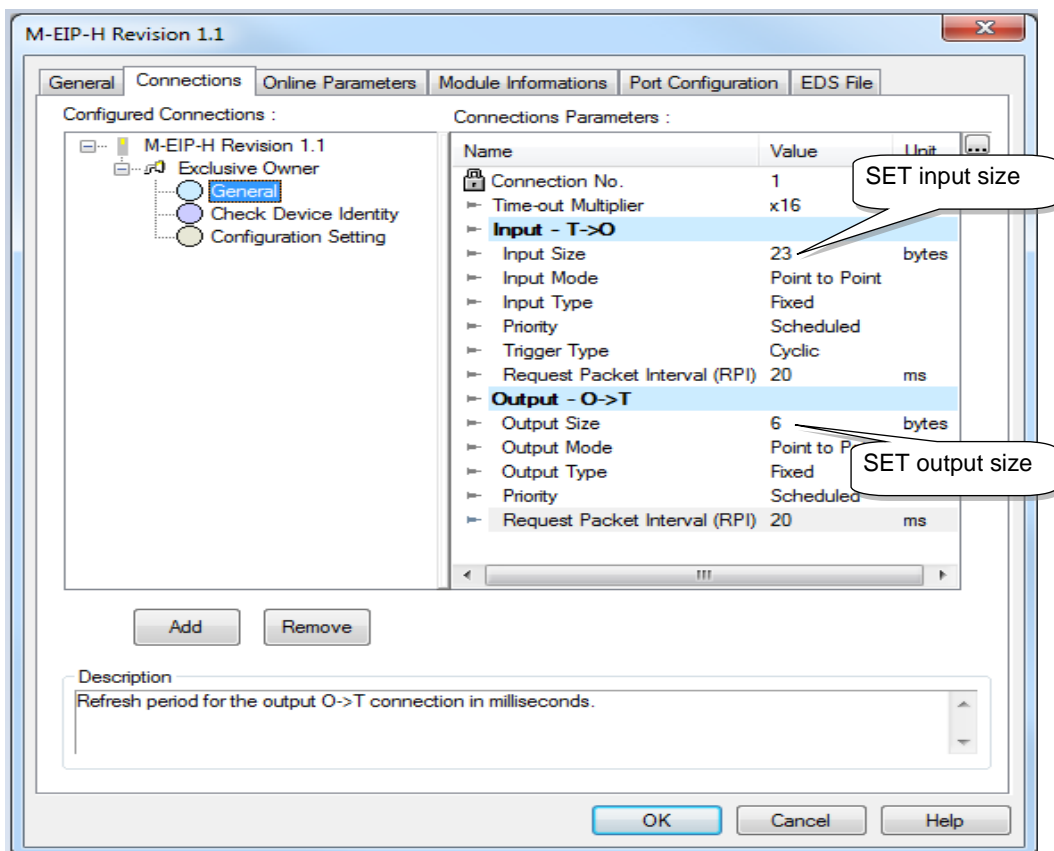 M-EIP-H Revision 1.1
General Connections Online Parameters Module Informations Port Configuration EDS File
Configured Connections :
M-EIP-H Revision 1.1
Exclusive Owner
General
Check Device Identity
Configuration Setting
Connections Parameters :
Name Value Unit ...
Connection No. 1
Time-out Multiplier x16
Input - T->O
Input Size 23 bytes
Input Mode Point to Point
Input Type Fixed
Priority Scheduled
Trigger Type Cyclic
Request Packet Interval (RPI) 20 ms
Output - O->T
Output Size 6 bytes
Output Mode Point to
Output Type Fixed
Priority Scheduled
Request Packet Interval (RPI) 20 ms
SET input size
SET output size
Add Remove
Description
Refresh period for the output O->T connection in milliseconds.
OK Cancel Help